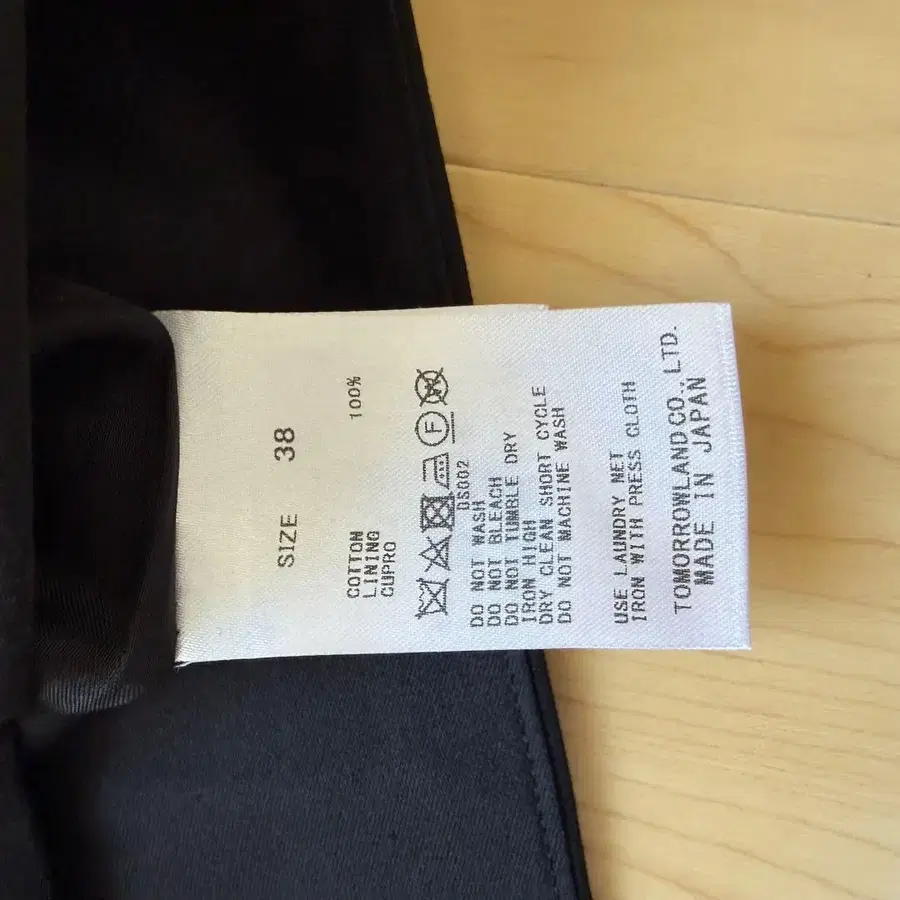 SIZE 38
COTTON 100%
LINING
CUPRO
DS002
DO NOT WASH
DO NOT BLEACH
DO NOT TUMBLE DRY
IRON HIGH
DRY CLEAN SHORT CYCLE
DO NOT MACHINE WASH
USE LAUNDRY NET
IRON WITH PRESS CLOTH
TOMORROWLAND CO., LTD.
MADE IN JAPAN